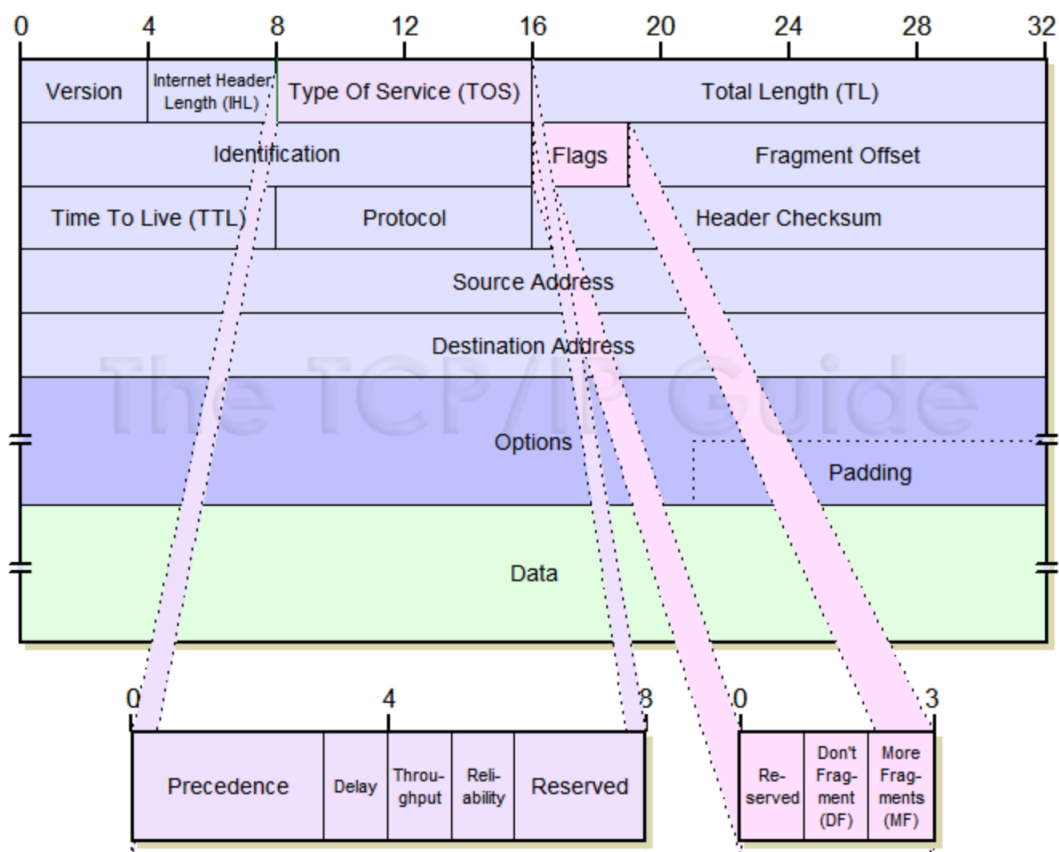 0 4 8 12 16 20 24 28 32
Version
Internet Header
Length (IHL)
Type Of Service (TOS)
Total Length (TL)
Identification
Flags
Fragment Offset
Time To Live (TTL)
Protocol
Header Checksum
Source Address
Destination Address
The TCP/IP Guide
Options
Padding
Data
0 4 8
0 3
Precedence
Delay
Throu-
ghput
Reli-
ability
Reserved
Re-
served
Don't
Frag-
ment
(DF)
More
Frag-
ments
(MF)